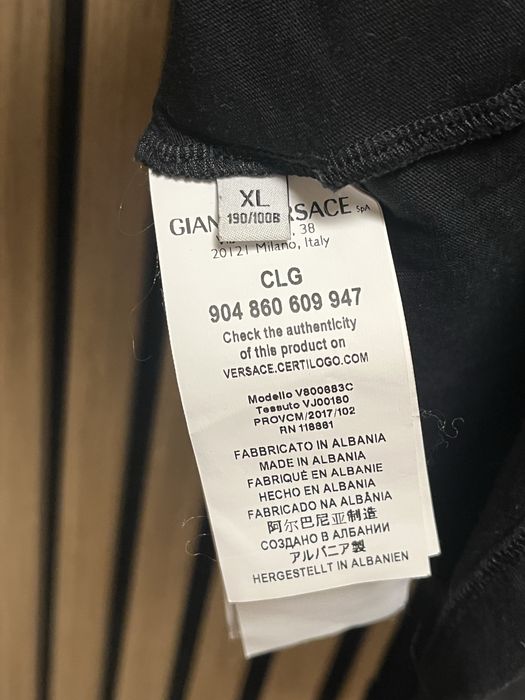 XL
190/100B
GIAN RSACE SpA
, 38
20121 Milano, Italy
CLG
904 860 609 947
Check the authenticity
of this product on
VERSACE.CERTILOGO.COM
Modello V800683C
Tessuto VJ00180
PROVCM/2017/102
RN 118881
FABBRICATO IN ALBANIA
MADE IN ALBANIA
FABRIQUÉ EN ALBANIE
HECHO EN ALBANIA
FABRICADO NA ALBÂNIA
阿尔巴尼亚制造
СОЗДАНО В АЛБАНИИ
アルバニア製
HERGESTELLT IN ALBANIEN